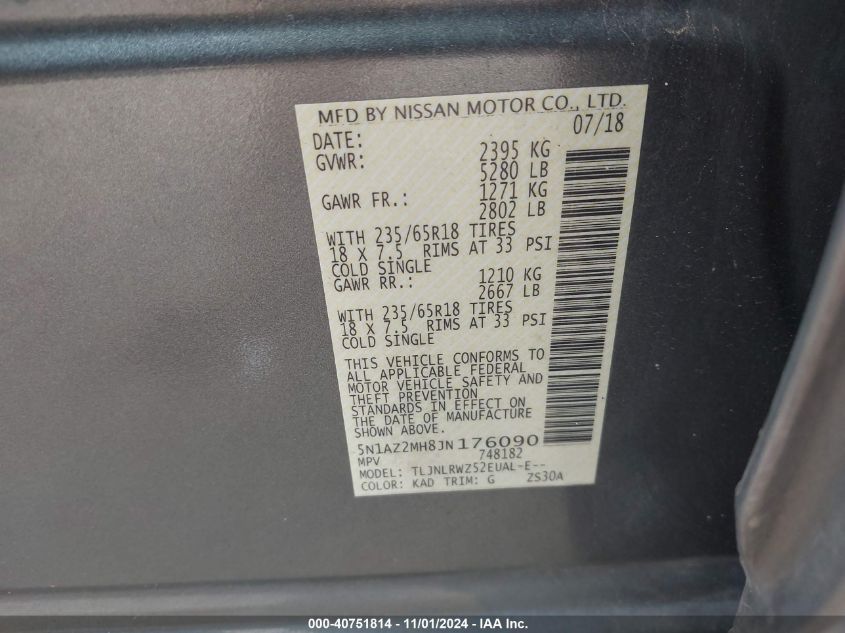 MFD BY NISSAN MOTOR CO., LTD.
DATE: 07/18
GVWR: 2395 KG
5280 LB
GAWR FR.: 1271 KG
2802 LB
WITH 235/65R18 TIRES
18 X 7.5 RIMS AT 33 PSI
COLD SINGLE
GAWR RR.: 1210 KG
2667 LB
WITH 235/65R18 TIRES
18 X 7.5 RIMS AT 33 PSI
COLD SINGLE
THIS VEHICLE CONFORMS TO
ALL APPLICABLE FEDERAL
MOTOR VEHICLE SAFETY AND
THEFT PREVENTION
STANDARDS IN EFFECT ON
THE DATE OF MANUFACTURE
SHOWN ABOVE.
5N1AZ2MH8JN176090
MPV 748182
MODEL: TLJNLRWZ52EUAL-E--
COLOR: KAD TRIM: G ZS30A
000-40751814 - 11/01/2024 - IAA Inc.